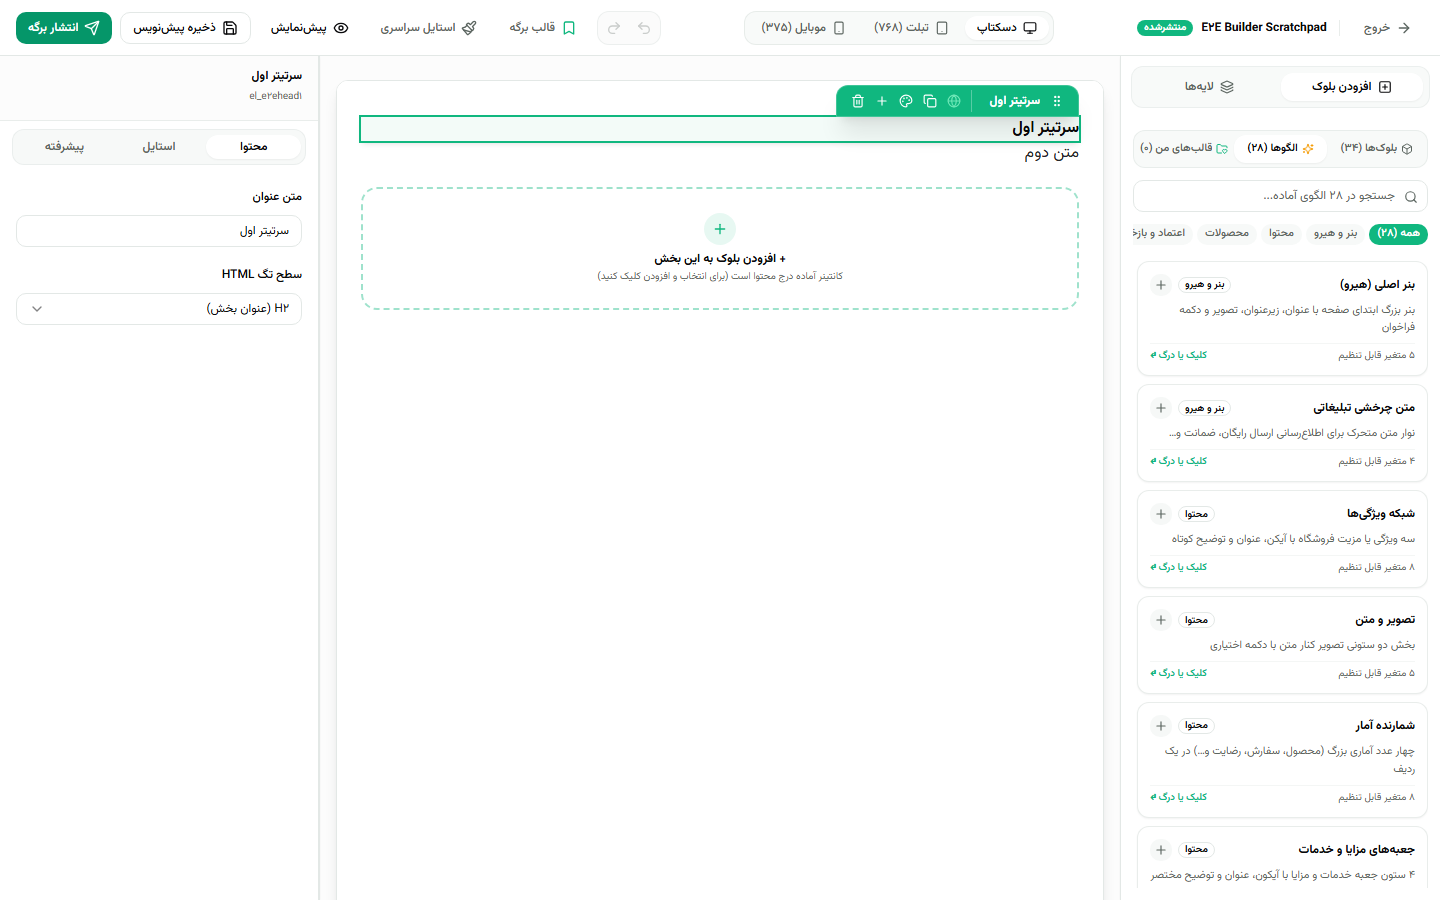 خروج
E۲E Builder Scratchpad
منتشرشده
دسکتاپ
تبلت (۷۶۸)
موبایل (۳۷۵)
قالب برگه
استایل سراسری
پیش‌نمایش
ذخیره پیش‌نویس
انتشار برگه
افزودن بلوک
لایه‌ها
بلوک‌ها (۳۴)
الگوها (۲۸)
قالب‌های من (۰)
جستجو در ۲۸ الگوی آماده...
همه (۲۸)
بنر و هیرو
محتوا
محصولات
اعتماد و بازخ
بنر اصلی (هیرو)
بنر و هیرو
بنر بزرگ ابتدای صفحه با عنوان، زیرعنوان، تصویر و دکمه
فراخوان
۵ متغیر قابل تنظیم
کلیک یا درگ
متن چرخشی تبلیغاتی
بنر و هیرو
نوار متن متحرک برای اطلاع‌رسانی ارسال رایگان، ضمانت و...
۴ متغیر قابل تنظیم
کلیک یا درگ
شبکه ویژگی‌ها
محتوا
سه ویژگی یا مزیت فروشگاه با آیکن، عنوان و توضیح کوتاه
۸ متغیر قابل تنظیم
کلیک یا درگ
تصویر و متن
محتوا
بخش دو ستونی تصویر کنار متن با دکمه اختیاری
۵ متغیر قابل تنظیم
کلیک یا درگ
شمارنده آمار
محتوا
چهار عدد آماری بزرگ (محصول، سفارش، رضایت و...) در یک
ردیف
۸ متغیر قابل تنظیم
کلیک یا درگ
جعبه‌های مزایا و خدمات
محتوا
۴ ستون جعبه خدمات و مزایا با آیکون، عنوان و توضیح مختصر
سرتیتر اول
سرتیتر اول
متن دوم
+ افزودن بلوک به این بخش
کانتینر آماده درج محتوا است (برای انتخاب و افزودن کلیک کنید)
سرتیتر اول
el_e۲ehead۱
محتوا
استایل
پیشرفته
متن عنوان
سرتیتر اول
سطح تگ HTML
H۲ (عنوان بخش)